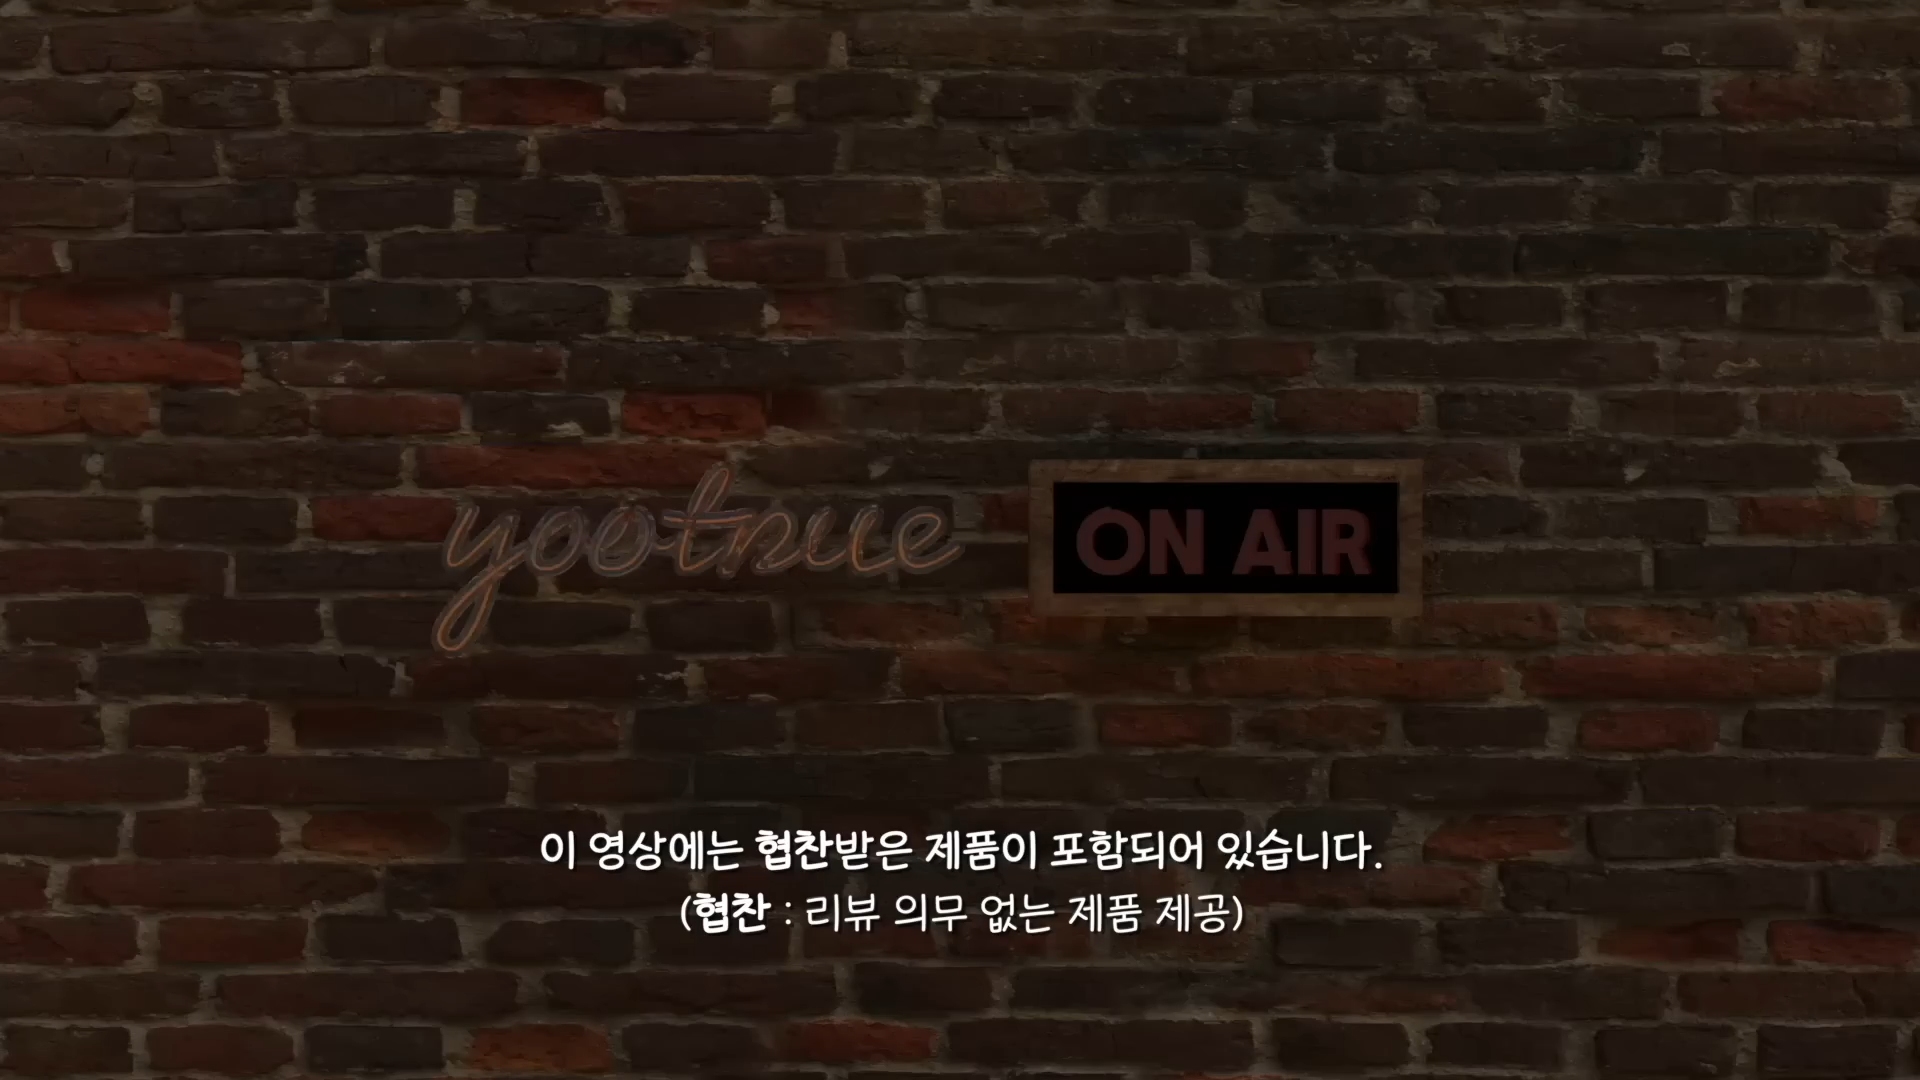 yootrue
ON AIR
이 영상에는 협찬받은 제품이 포함되어 있습니다.
(협찬 : 리뷰 의무 없는 제품 제공)